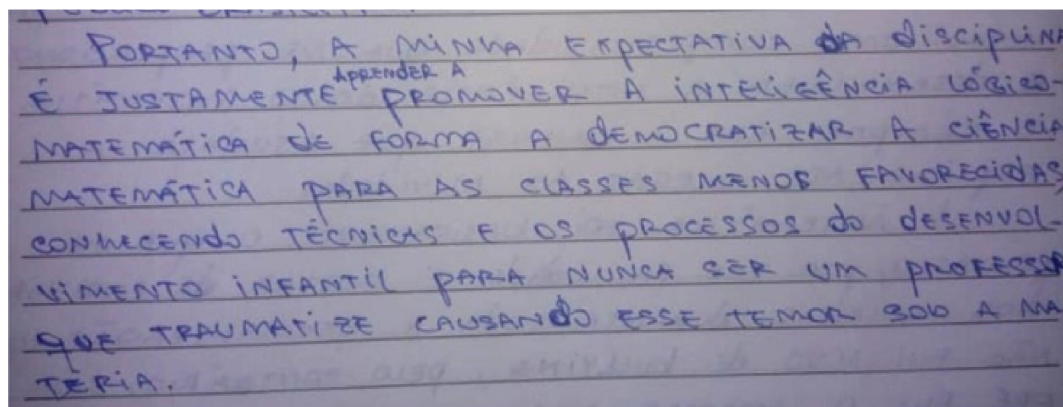 PORTANTO, A MINHA EXPECTATIVA DA DISCIPLINA
É JUSTAMENTE APRENDER A PROMOVER A INTELIGÊNCIA LÓGICO
MATEMÁTICA DE FORMA A DEMOCRATIZAR A CIÊNCIA
MATEMÁTICA PARA AS CLASSES MENOS FAVORECIDAS
CONHECENDO TÉCNICAS E OS PROCESSOS DO DESENVOL
VIMENTO INFANTIL PARA NUNCA SER UM PROFESSOR
QUE TRAUMATIZE CAUSANDO ESSE TEMOR SOB A MA
TÉRIA.